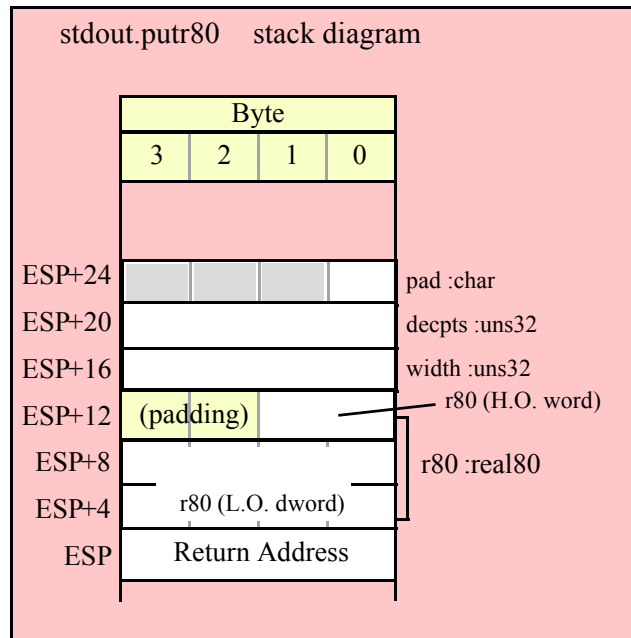 stdout.putr80 stack diagram
Byte
3 2 1 0
ESP+24 pad :char
ESP+20 decpts :uns32
ESP+16 width :uns32
ESP+12 (padding) r80 (H.O. word)
ESP+8 r80 :real80
ESP+4 r80 (L.O. dword)
ESP Return Address